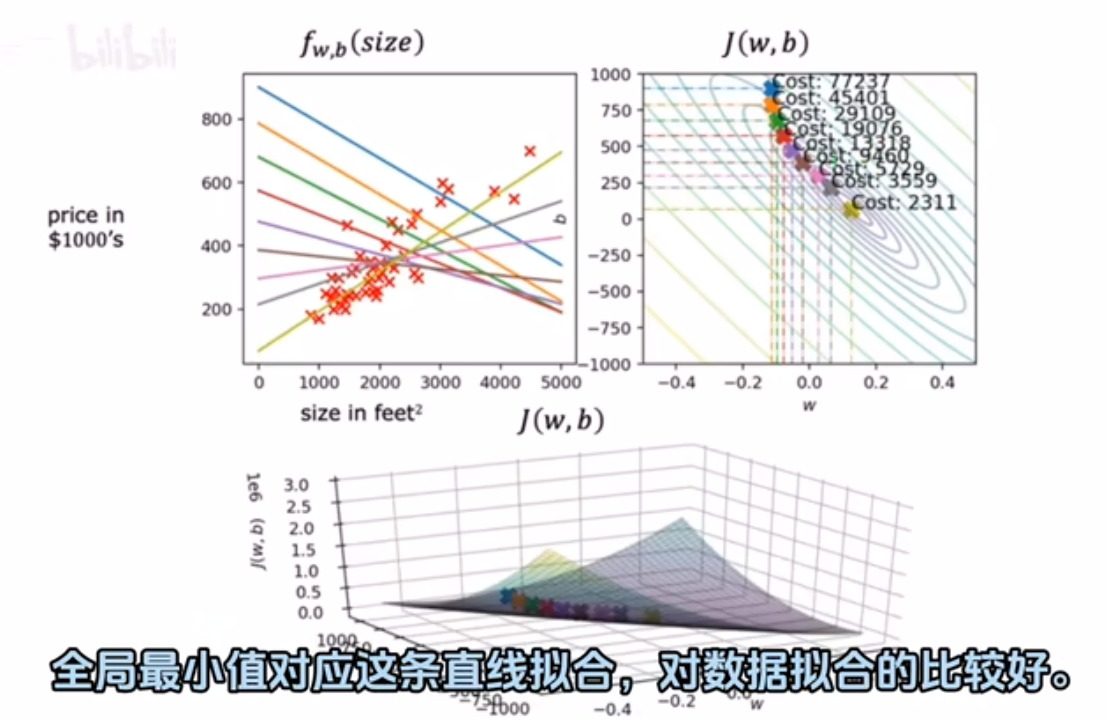 bilibili
f_{w,b}(size)
J(w, b)
price in
$1000's
800
600
400
200
0 1000 2000 3000 4000 5000
size in feet²
b
1000
750
500
250
0
−250
−500
−750
−1000
−0.4 −0.2 0.0 0.2 0.4
w
Cost: 77237
Cost: 45401
Cost: 29109
Cost: 19076
Cost: 13318
Cost: 9460
Cost: 5729
Cost: 3559
Cost: 2311
J(w, b)
1e6
J(w, b)
3.0
2.5
2.0
1.5
1.0
0.5
0.0
1000
全局最小值对应这条直线拟合，对数据拟合的比较好。
−750
−1000
−0.4
−0.2
0.0
w